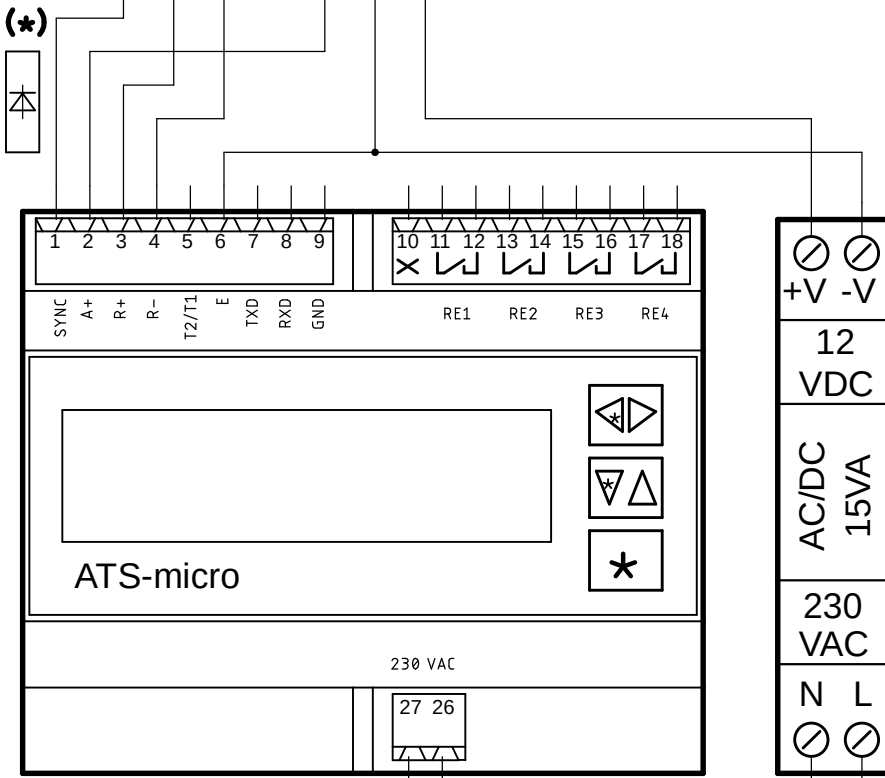 (*)
1 2 3 4 5 6 7 8 9
10 11 12 13 14 15 16 17 18
SYNC A+ R+ R- T2/T1 E TXD RXD GND
RE1 RE2 RE3 RE4
*
*
*
ATS-micro
230 VAC
27 26
+V -V
12
VDC
AC/DC
15VA
230
VAC
N L